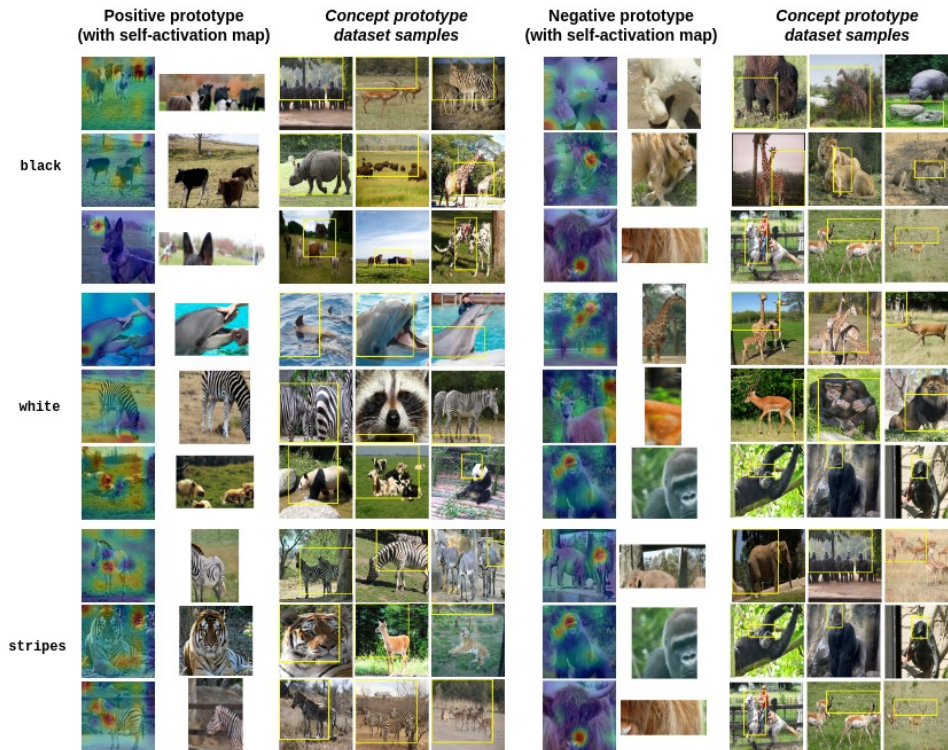 Positive prototype
(with self-activation map)
Concept prototype
dataset samples
Negative prototype
(with self-activation map)
Concept prototype
dataset samples
black
white
stripes